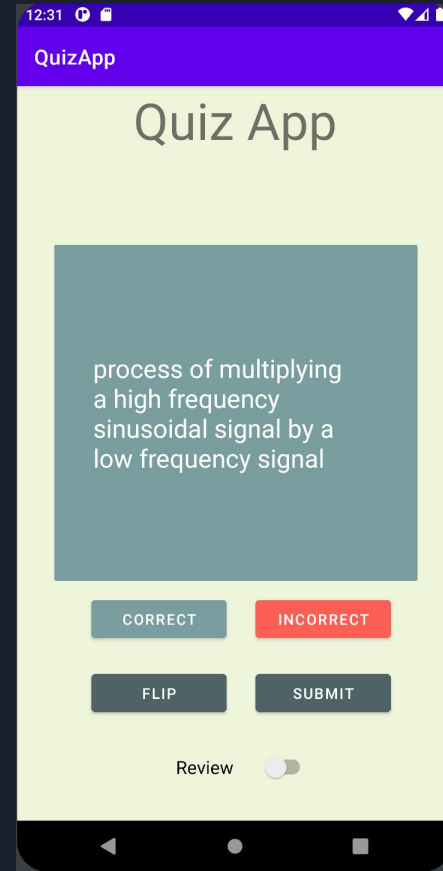 12:31
QuizApp
Quiz App
process of multiplying
a high frequency
sinusoidal signal by a
low frequency signal
CORRECT INCORRECT
FLIP SUBMIT
Review